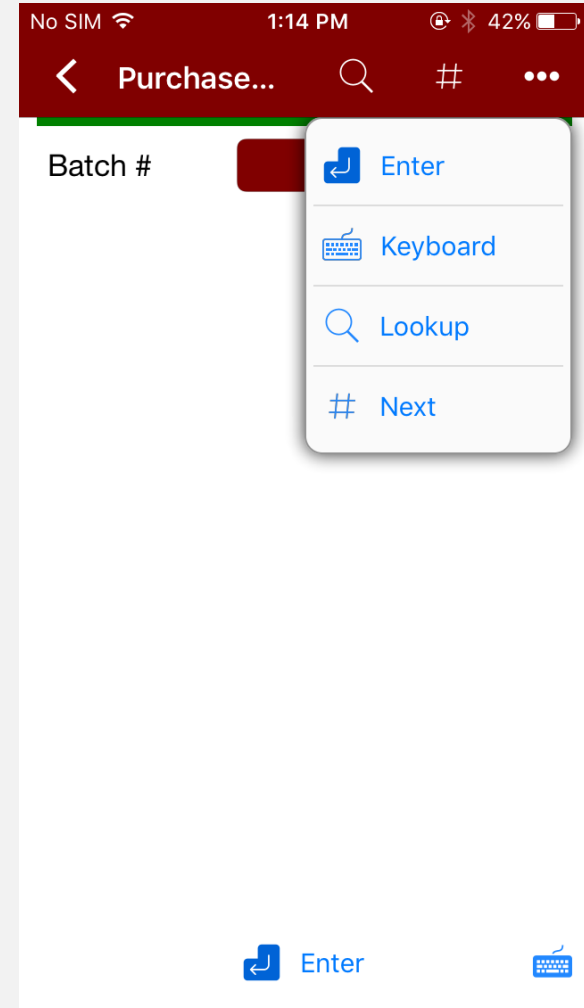 No SIM 1:14 PM 42%
Purchase... # •••
Batch #
Enter
Keyboard
Lookup
# Next
Enter